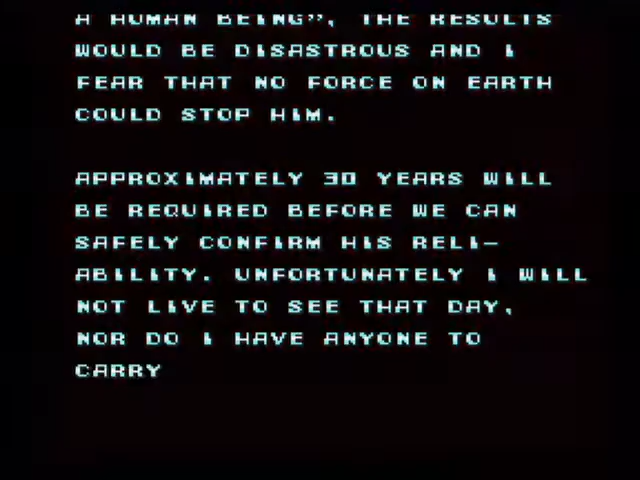 A HUMAN BEING", THE RESULTS
WOULD BE DISASTROUS AND I
FEAR THAT NO FORCE ON EARTH
COULD STOP HIM.
APPROXIMATELY 30 YEARS WILL
BE REQUIRED BEFORE WE CAN
SAFELY CONFIRM HIS RELI-
ABILITY. UNFORTUNATELY I WILL
NOT LIVE TO SEE THAT DAY,
NOR DO I HAVE ANYONE TO
CARRY